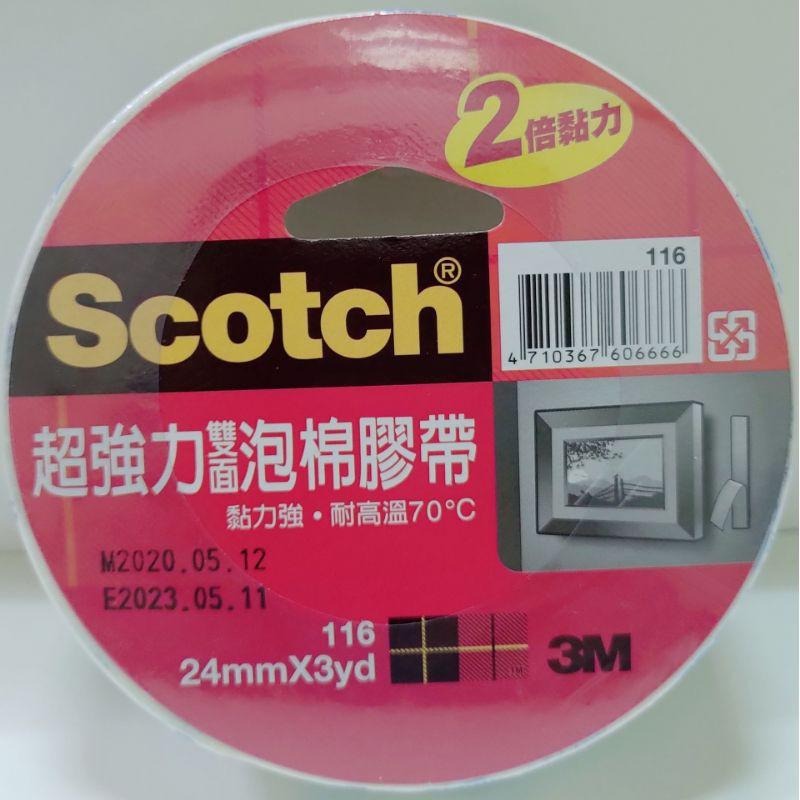 2倍黏力
Scotch®
116
4 710367 606666
超強力雙面泡棉膠帶
黏力強・耐高溫70°C
M2020.05.12
E2023.05.11
116
24mmX3yd
TM
3M